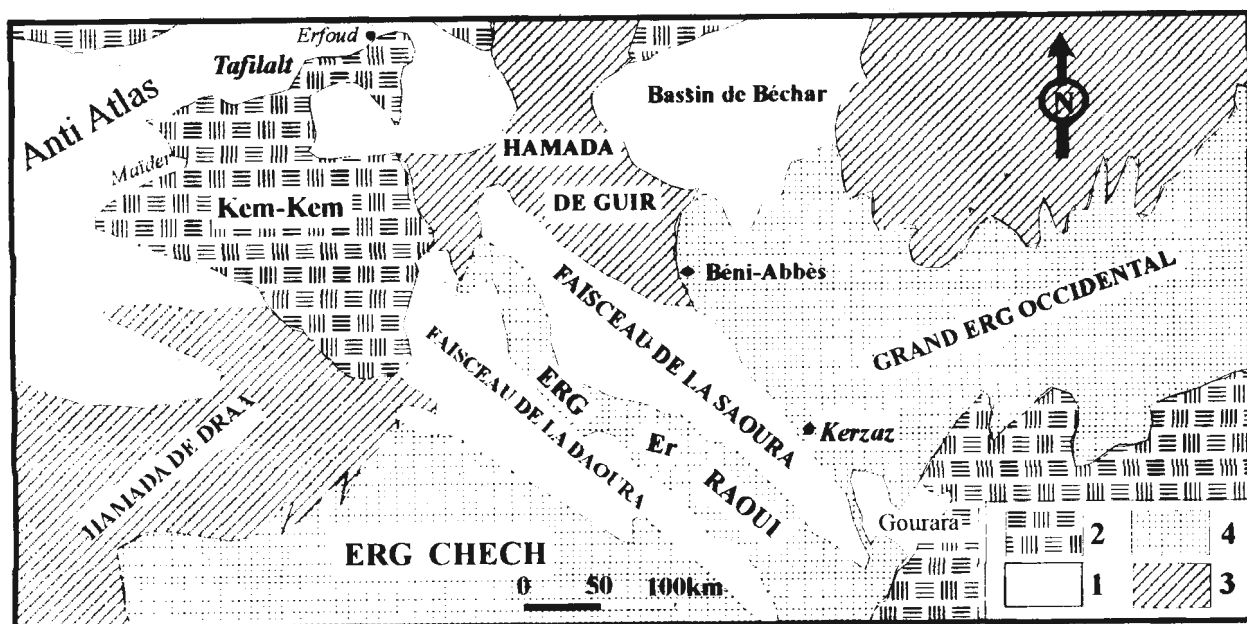 Erfoud
Tafilalt
Anti Atlas
Maïder
Kem-Kem
HAMADA
DE GUIR
Bassin de Béchar
N
Béni-Abbès
FAISCEAU DE LA SAOURA
GRAND ERG OCCIDENTAL
FAISCEAU DE LA DAOURA
ERG
Er
RAOUI
Kerzaz
HAMADA DE DRAA
ERG CHECH
Gourara
0 50 100km
2 4
1 3